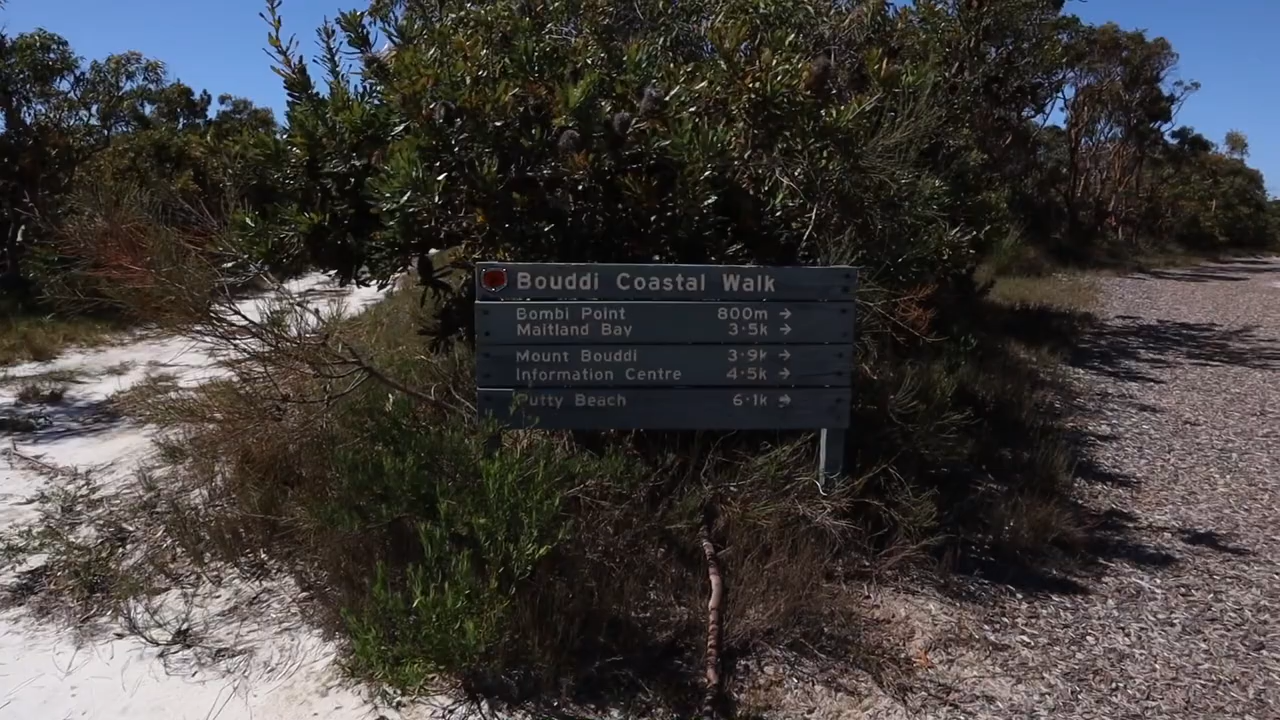 Bouddi Coastal Walk
Bombi Point 800m →
Maitland Bay 3·5k →
Mount Bouddi 3·9k →
Information Centre 4·5k →
Putty Beach 6·1k →